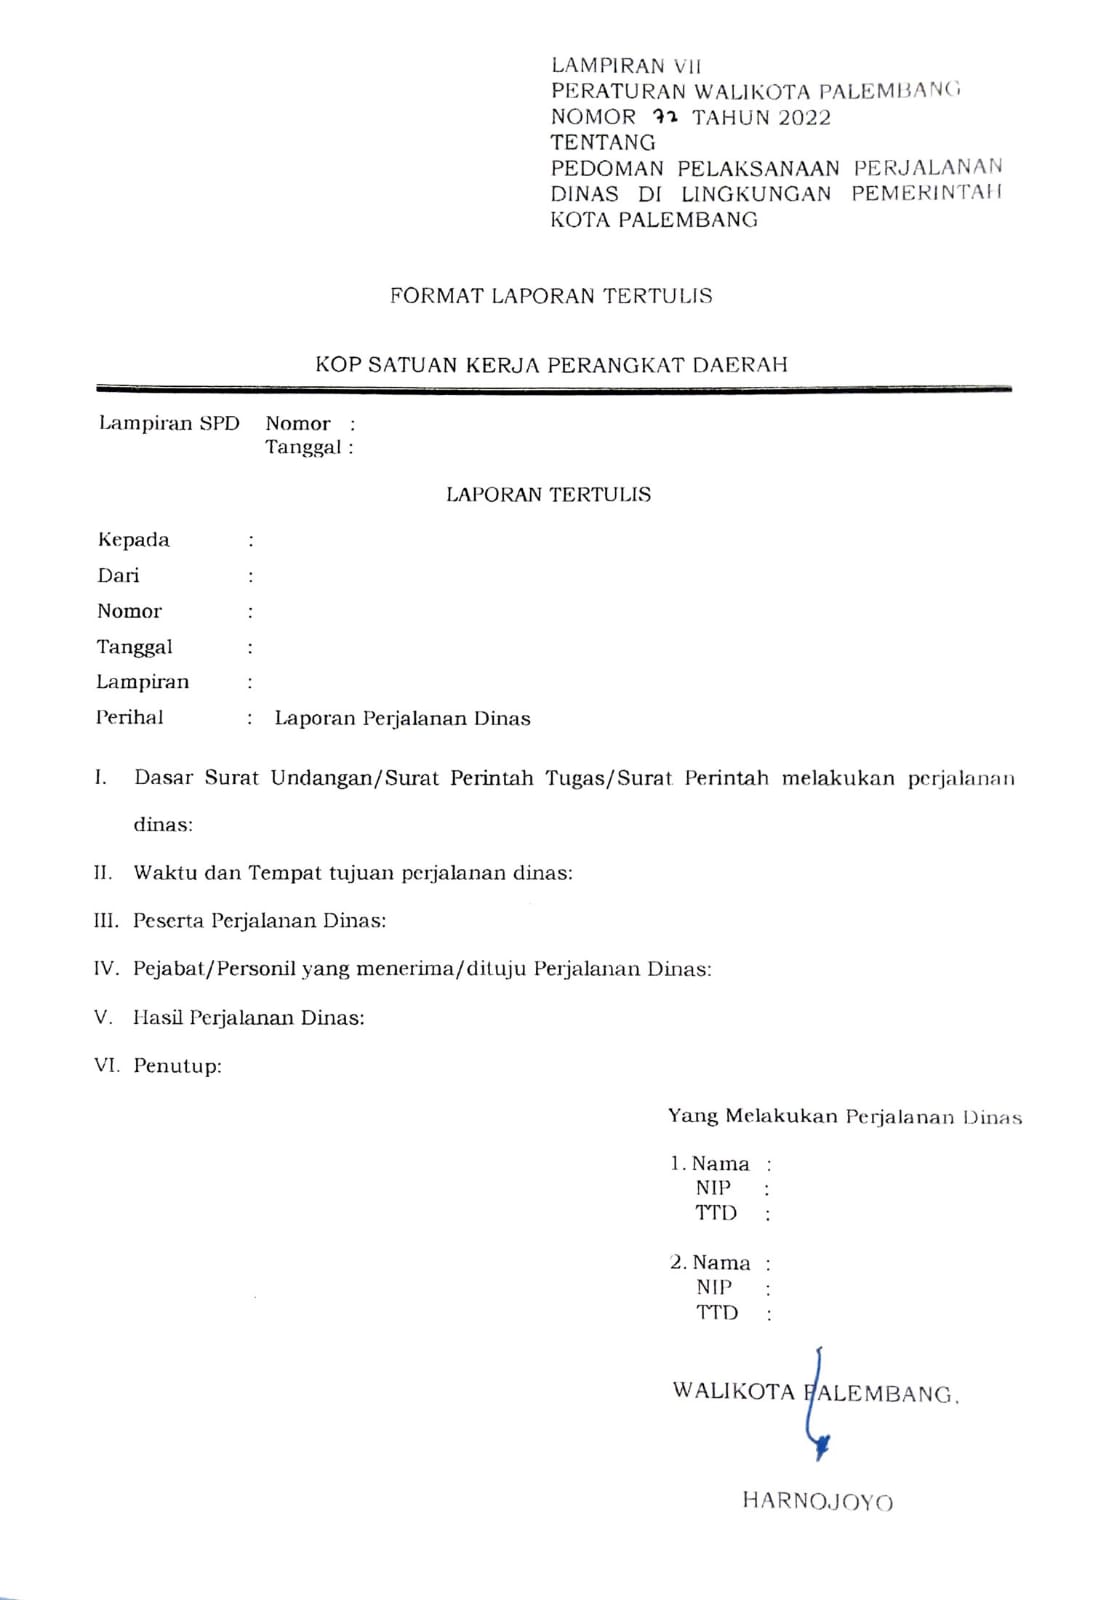 LAMPIRAN VII
PERATURAN WALIKOTA PALEMBANG
NOMOR 72 TAHUN 2022
TENTANG
PEDOMAN PELAKSANAAN PERJALANAN
DINAS DI LINGKUNGAN PEMERINTAH
KOTA PALEMBANG
FORMAT LAPORAN TERTULIS
KOP SATUAN KERJA PERANGKAT DAERAH
Lampiran SPD Nomor :
Tanggal :
LAPORAN TERTULIS
Kepada :
Dari :
Nomor :
Tanggal :
Lampiran :
Perihal : Laporan Perjalanan Dinas
I. Dasar Surat Undangan/Surat Perintah Tugas/Surat Perintah melakukan perjalanan
dinas:
II. Waktu dan Tempat tujuan perjalanan dinas:
III. Peserta Perjalanan Dinas:
IV. Pejabat/Personil yang menerima/dituju Perjalanan Dinas:
V. Hasil Perjalanan Dinas:
VI. Penutup:
Yang Melakukan Perjalanan Dinas
1. Nama :
NIP :
TTD :
2. Nama :
NIP :
TTD :
WALIKOTA PALEMBANG,
HARNOJOYO